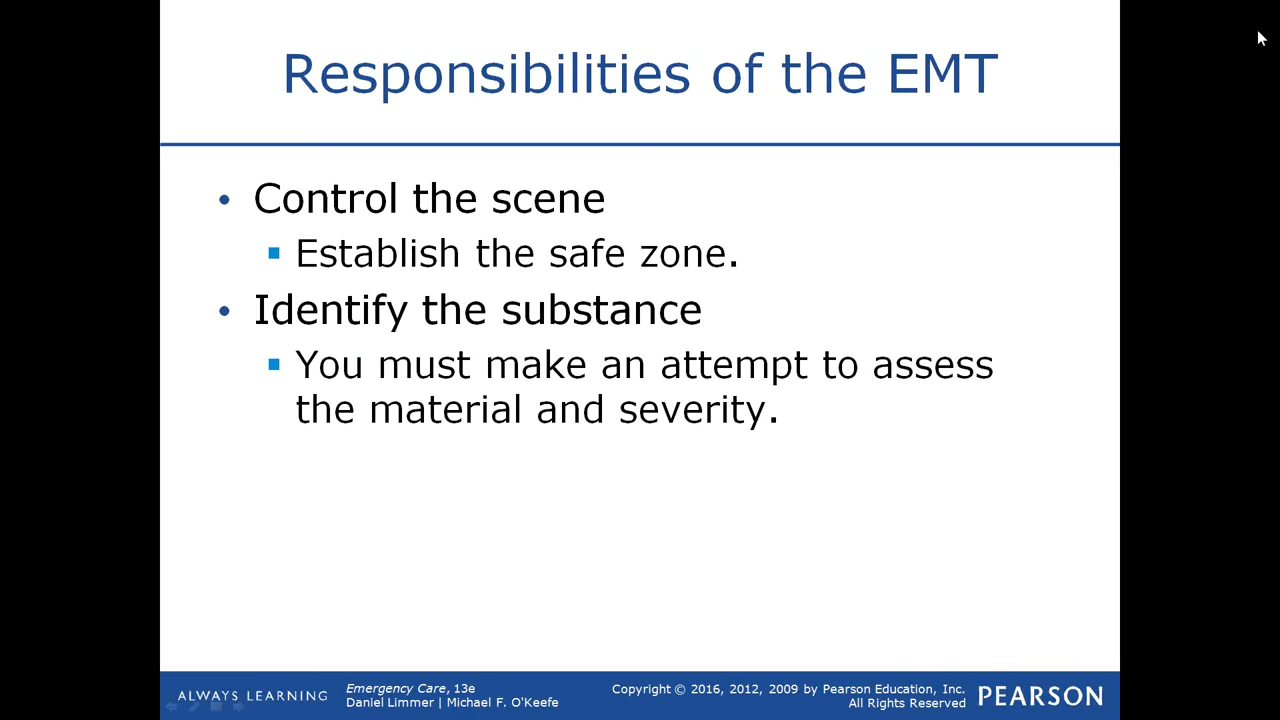 Responsibilities of the EMT
• Control the scene
▪ Establish the safe zone.
• Identify the substance
▪ You must make an attempt to assess
the material and severity.
ALWAYS LEARNING
Emergency Care, 13e
Daniel Limmer | Michael F. O'Keefe
Copyright © 2016, 2012, 2009 by Pearson Education, Inc.
All Rights Reserved
PEARSON